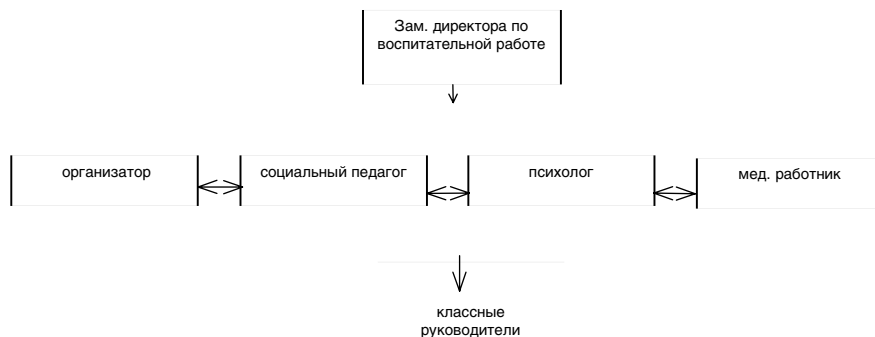 Зам. директора по
воспитательной работе
организатор
социальный педагог
психолог
мед. работник
классные
руководители